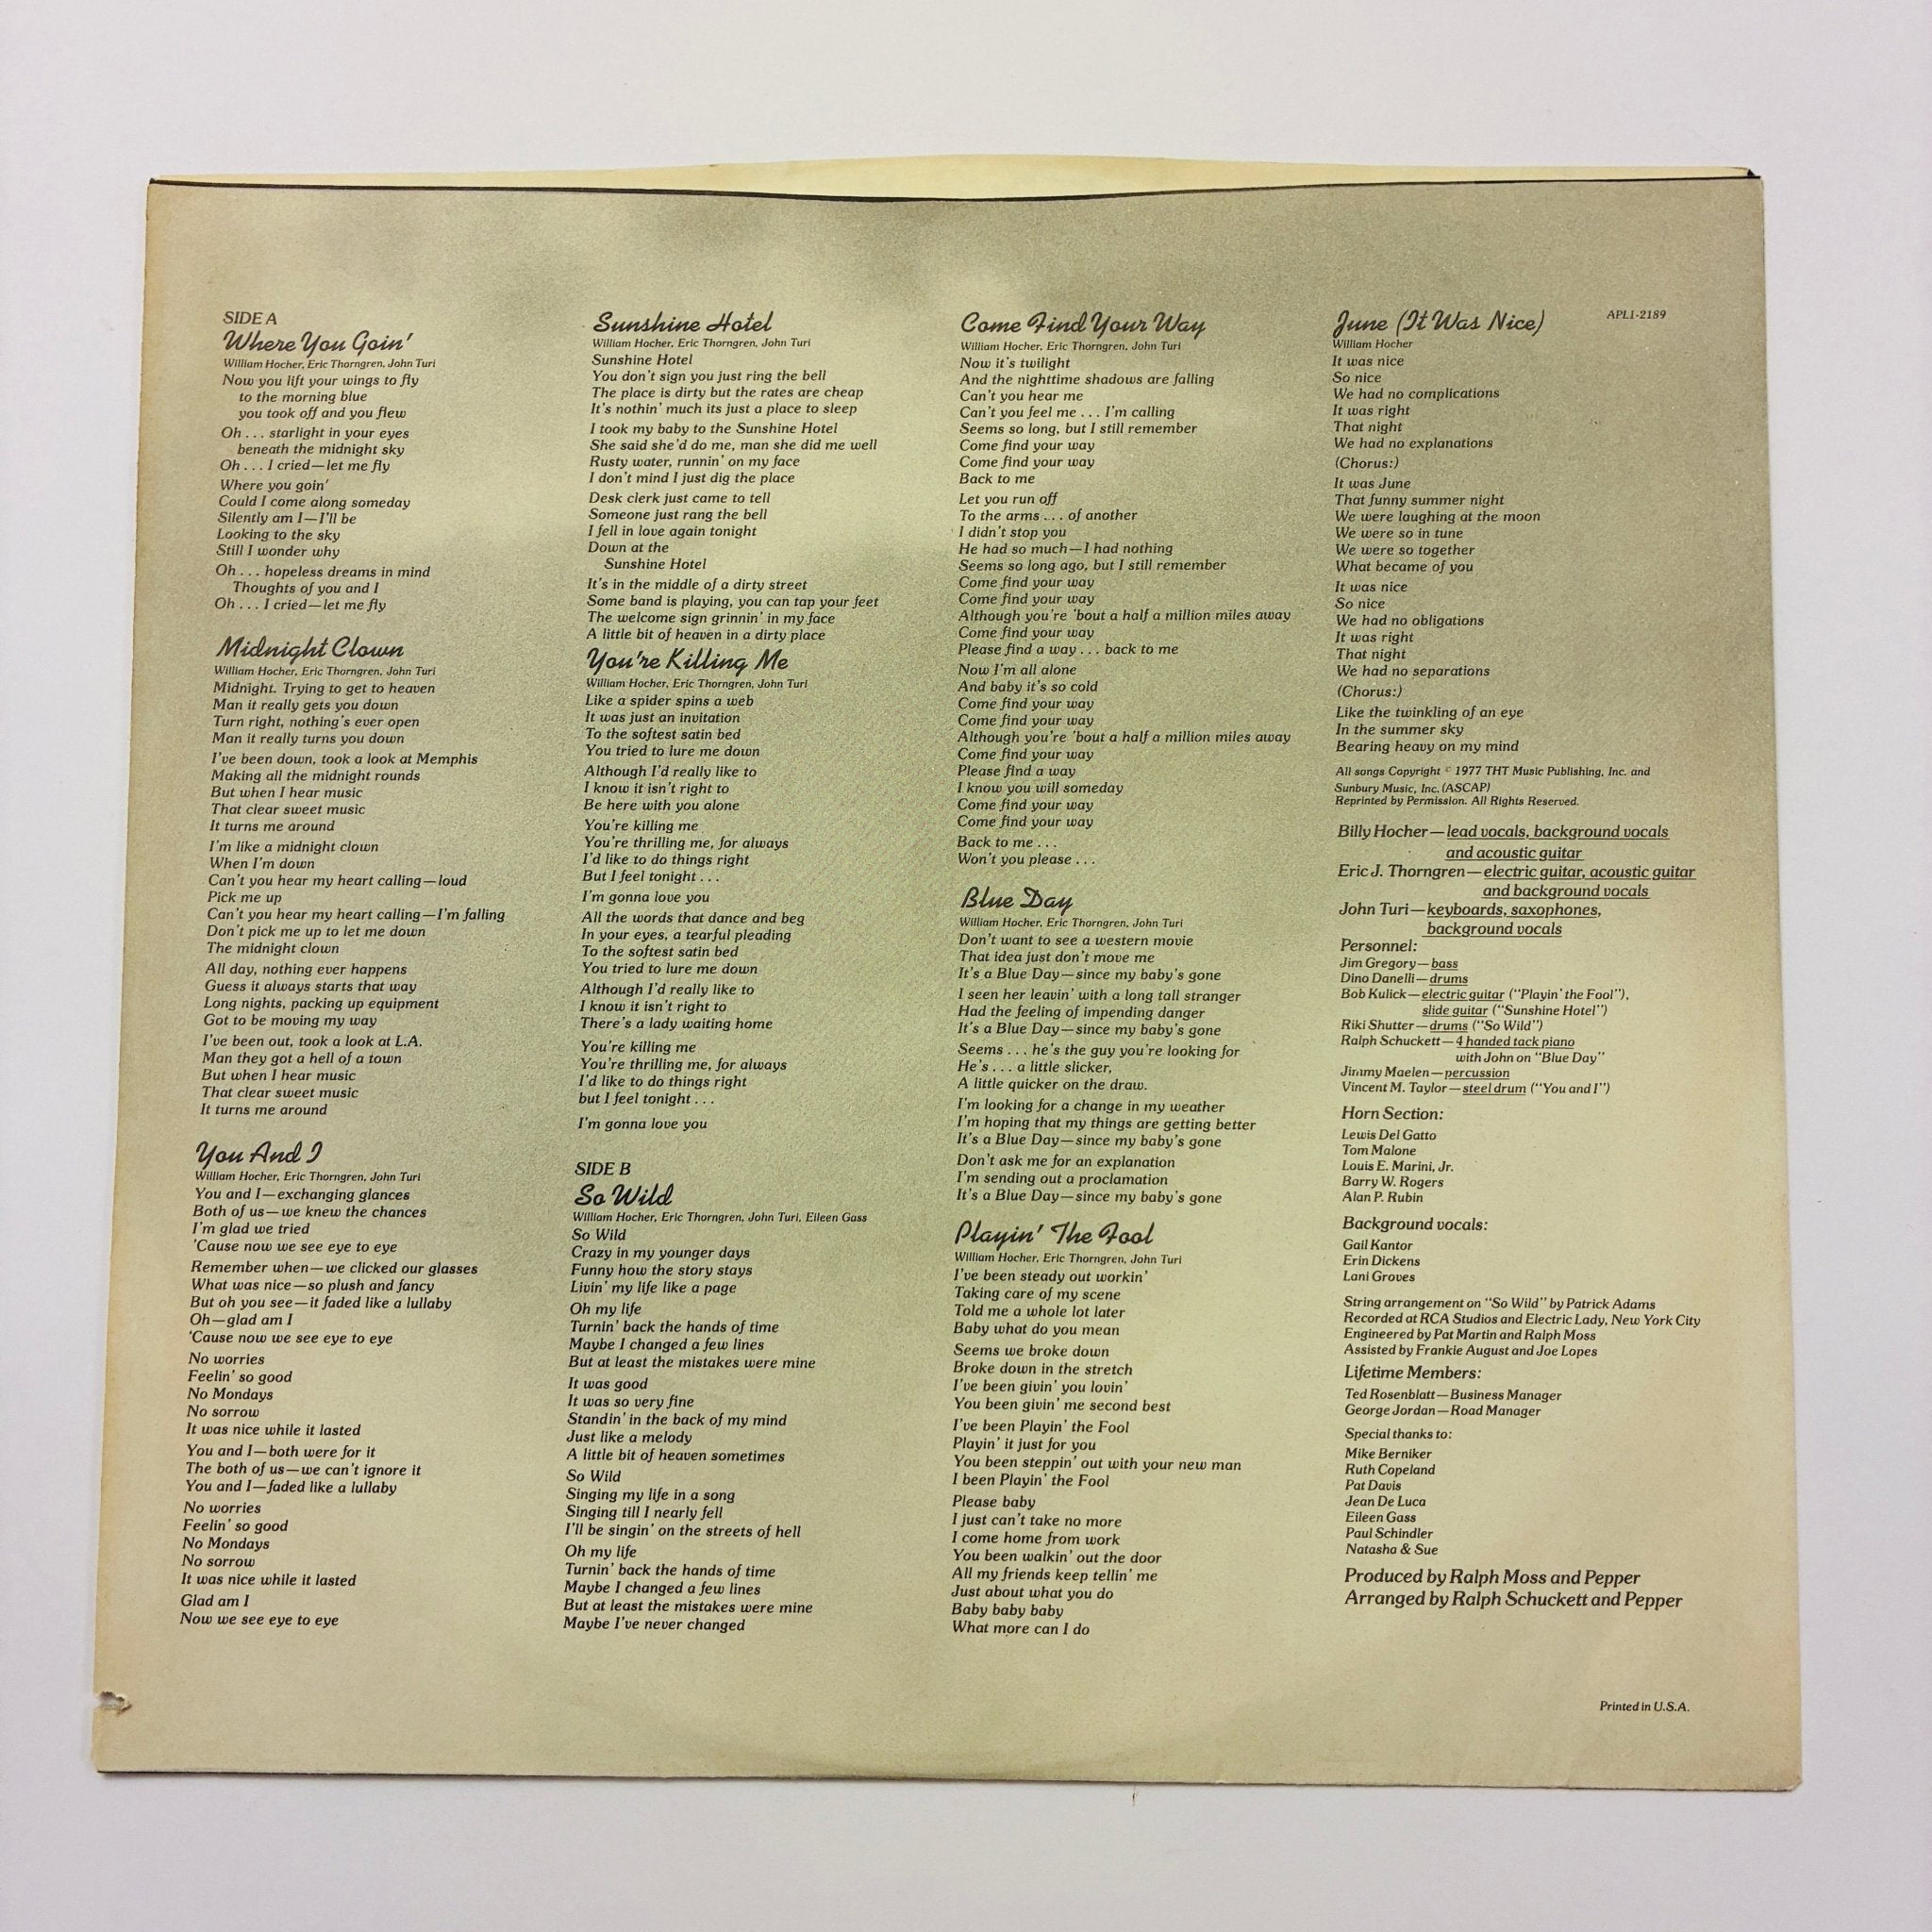 SIDE A
Where You Goin'
William Hocher, Eric Thorngren, John Turi
Now you lift your wings to fly
to the morning blue
you took off and you flew
Oh . . . starlight in your eyes
beneath the midnight sky
Oh . . . I cried—let me fly
Where you goin'
Could I come along someday
Silently am I—I'll be
Looking to the sky
Still I wonder why
Oh . . . hopeless dreams in mind
Thoughts of you and I
Oh . . . I cried—let me fly
Midnight Clown
William Hocher, Eric Thorngren, John Turi
Midnight. Trying to get to heaven
Man it really gets you down
Turn right, nothing's ever open
Man it really turns you down
I've been down, took a look at Memphis
Making all the midnight rounds
But when I hear music
That clear sweet music
It turns me around
I'm like a midnight clown
When I'm down
Can't you hear my heart calling—loud
Pick me up
Can't you hear my heart calling—I'm falling
Don't pick me up to let me down
The midnight clown
All day, nothing ever happens
Guess it always starts that way
Long nights, packing up equipment
Got to be moving my way
I've been out, took a look at L.A.
Man they got a hell of a town
But when I hear music
That clear sweet music
It turns me around
You And I
William Hocher, Eric Thorngren, John Turi
You and I—exchanging glances
Both of us—we knew the chances
I'm glad we tried
'Cause now we see eye to eye
Remember when—we clicked our glasses
What was nice—so plush and fancy
But oh you see—it faded like a lullaby
Oh—glad am I
'Cause now we see eye to eye
No worries
Feelin' so good
No Mondays
No sorrow
It was nice while it lasted
You and I—both were for it
The both of us—we can't ignore it
You and I—faded like a lullaby
No worries
Feelin' so good
No Mondays
No sorrow
It was nice while it lasted
Glad am I
Now we see eye to eye
Sunshine Hotel
William Hocher, Eric Thorngren, John Turi
Sunshine Hotel
You don't sign you just ring the bell
The place is dirty but the rates are cheap
It's nothin' much its just a place to sleep
I took my baby to the Sunshine Hotel
She said she'd do me, man she did me well
Rusty water, runnin' on my face
I don't mind I just dig the place
Desk clerk just came to tell
Someone just rang the bell
I fell in love again tonight
Down at the
Sunshine Hotel
It's in the middle of a dirty street
Some band is playing, you can tap your feet
The welcome sign grinnin' in my face
A little bit of heaven in a dirty place
You're Killing Me
William Hocher, Eric Thorngren, John Turi
Like a spider spins a web
It was just an invitation
To the softest satin bed
You tried to lure me down
Although I'd really like to
I know it isn't right to
Be here with you alone
You're killing me
You're thrilling me, for always
I'd like to do things right
But I feel tonight . . .
I'm gonna love you
All the words that dance and beg
In your eyes, a tearful pleading
To the softest satin bed
You tried to lure me down
Although I'd really like to
I know it isn't right to
There's a lady waiting home
You're killing me
You're thrilling me, for always
I'd like to do things right
but I feel tonight . . .
I'm gonna love you
SIDE B
So Wild
William Hocher, Eric Thorngren, John Turi, Eileen Gass
So Wild
Crazy in my younger days
Funny how the story stays
Livin' my life like a page
Oh my life
Turnin' back the hands of time
Maybe I changed a few lines
But at least the mistakes were mine
It was good
It was so very fine
Standin' in the back of my mind
Just like a melody
A little bit of heaven sometimes
So Wild
Singing my life in a song
Singing till I nearly fell
I'll be singin' on the streets of hell
Oh my life
Turnin' back the hands of time
Maybe I changed a few lines
But at least the mistakes were mine
Maybe I've never changed
Come Find Your Way
William Hocher, Eric Thorngren, John Turi
Now it's twilight
And the nighttime shadows are falling
Can't you hear me
Can't you feel me . . . I'm calling
Seems so long, but I still remember
Come find your way
Come find your way
Back to me
Let you run off
To the arms . . . of another
I didn't stop you
He had so much—I had nothing
Seems so long ago, but I still remember
Come find your way
Come find your way
Although you're 'bout a half a million miles away
Come find your way
Please find a way . . . back to me
Now I'm all alone
And baby it's so cold
Come find your way
Come find your way
Although you're 'bout a half a million miles away
Come find your way
Please find a way
I know you will someday
Come find your way
Come find your way
Back to me . . .
Won't you please . . .
Blue Day
William Hocher, Eric Thorngren, John Turi
Don't want to see a western movie
That idea just don't move me
It's a Blue Day—since my baby's gone
I seen her leavin' with a long tall stranger
Had the feeling of impending danger
It's a Blue Day—since my baby's gone
Seems . . . he's the guy you're looking for
He's . . . a little slicker,
A little quicker on the draw.
I'm looking for a change in my weather
I'm hoping that my things are getting better
It's a Blue Day—since my baby's gone
Don't ask me for an explanation
I'm sending out a proclamation
It's a Blue Day—since my baby's gone
Playin' The Fool
William Hocher, Eric Thorngren, John Turi
I've been steady out workin'
Taking care of my scene
Told me a whole lot later
Baby what do you mean
Seems we broke down
Broke down in the stretch
I've been givin' you lovin'
You been givin' me second best
I've been Playin' the Fool
Playin' it just for you
You been steppin' out with your new man
I been Playin' the Fool
Please baby
I just can't take no more
I come home from work
You been walkin' out the door
All my friends keep tellin' me
Just about what you do
Baby baby baby
What more can I do
June (It Was Nice)
APL1-2189
William Hocher
It was nice
So nice
We had no complications
It was right
That night
We had no explanations
(Chorus:)
It was June
That funny summer night
We were laughing at the moon
We were so in tune
We were so together
What became of you
It was nice
So nice
We had no obligations
It was right
That night
We had no separations
(Chorus:)
Like the twinkling of an eye
In the summer sky
Bearing heavy on my mind
All songs Copyright © 1977 THT Music Publishing, Inc. and
Sunbury Music, Inc. (ASCAP)
Reprinted by Permission. All Rights Reserved.
Billy Hocher—lead vocals, background vocals
and acoustic guitar
Eric J. Thorngren—electric guitar, acoustic guitar
and background vocals
John Turi—keyboards, saxophones,
background vocals
Personnel:
Jim Gregory—bass
Dino Danelli—drums
Bob Kulick—electric guitar ("Playin' the Fool"),
slide guitar ("Sunshine Hotel")
Riki Shutter—drums ("So Wild")
Ralph Schuckett—4 handed tack piano
with John on "Blue Day"
Jimmy Maelen—percussion
Vincent M. Taylor—steel drum ("You and I")
Horn Section:
Lewis Del Gatto
Tom Malone
Louis E. Marini, Jr.
Barry W. Rogers
Alan P. Rubin
Background vocals:
Gail Kantor
Erin Dickens
Lani Groves
String arrangement on "So Wild" by Patrick Adams
Recorded at RCA Studios and Electric Lady, New York City
Engineered by Pat Martin and Ralph Moss
Assisted by Frankie August and Joe Lopes
Lifetime Members:
Ted Rosenblatt—Business Manager
George Jordan—Road Manager
Special thanks to:
Mike Berniker
Ruth Copeland
Pat Davis
Jean De Luca
Eileen Gass
Paul Schindler
Natasha & Sue
Produced by Ralph Moss and Pepper
Arranged by Ralph Schuckett and Pepper
Printed in U.S.A.